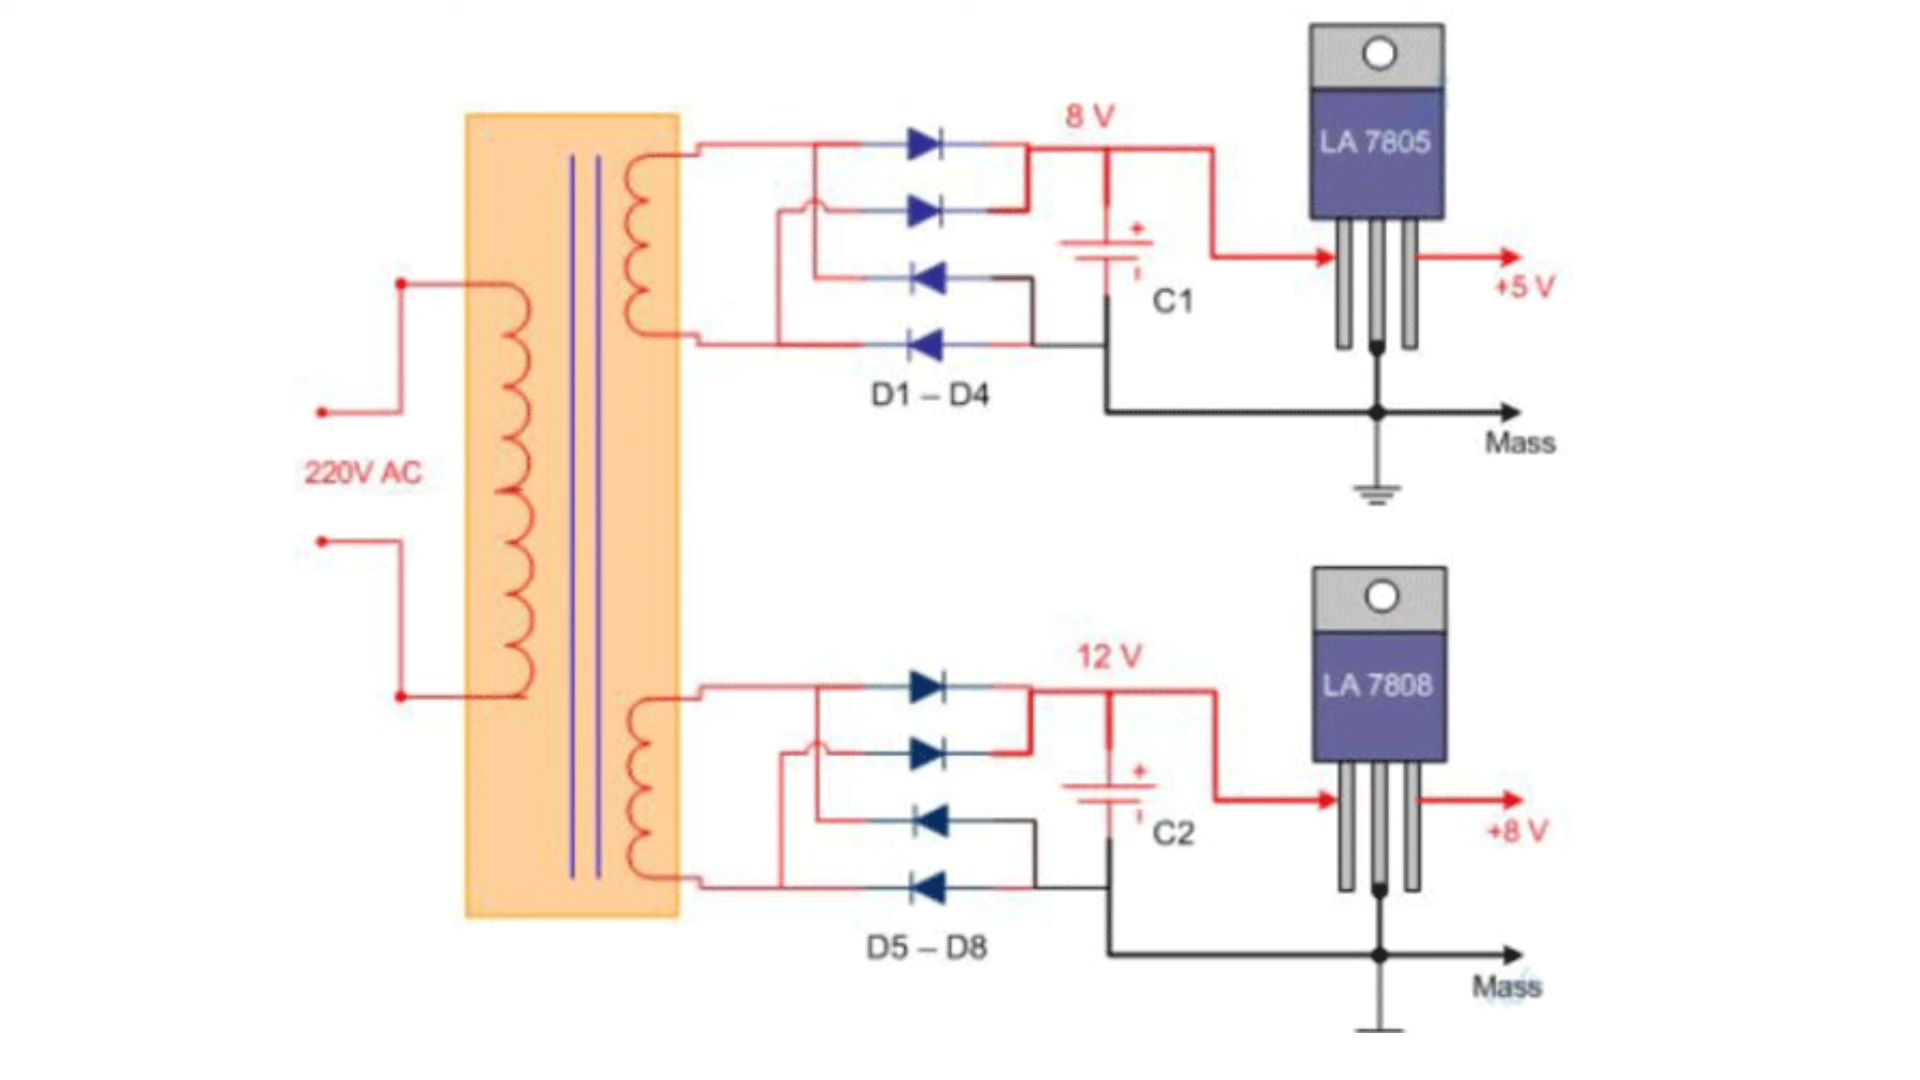 8 V
LA 7805
+
-
C1
+5 V
D1 – D4
Mass
220V AC
12 V
LA 7808
+
-
C2
+8 V
D5 – D8
Mass